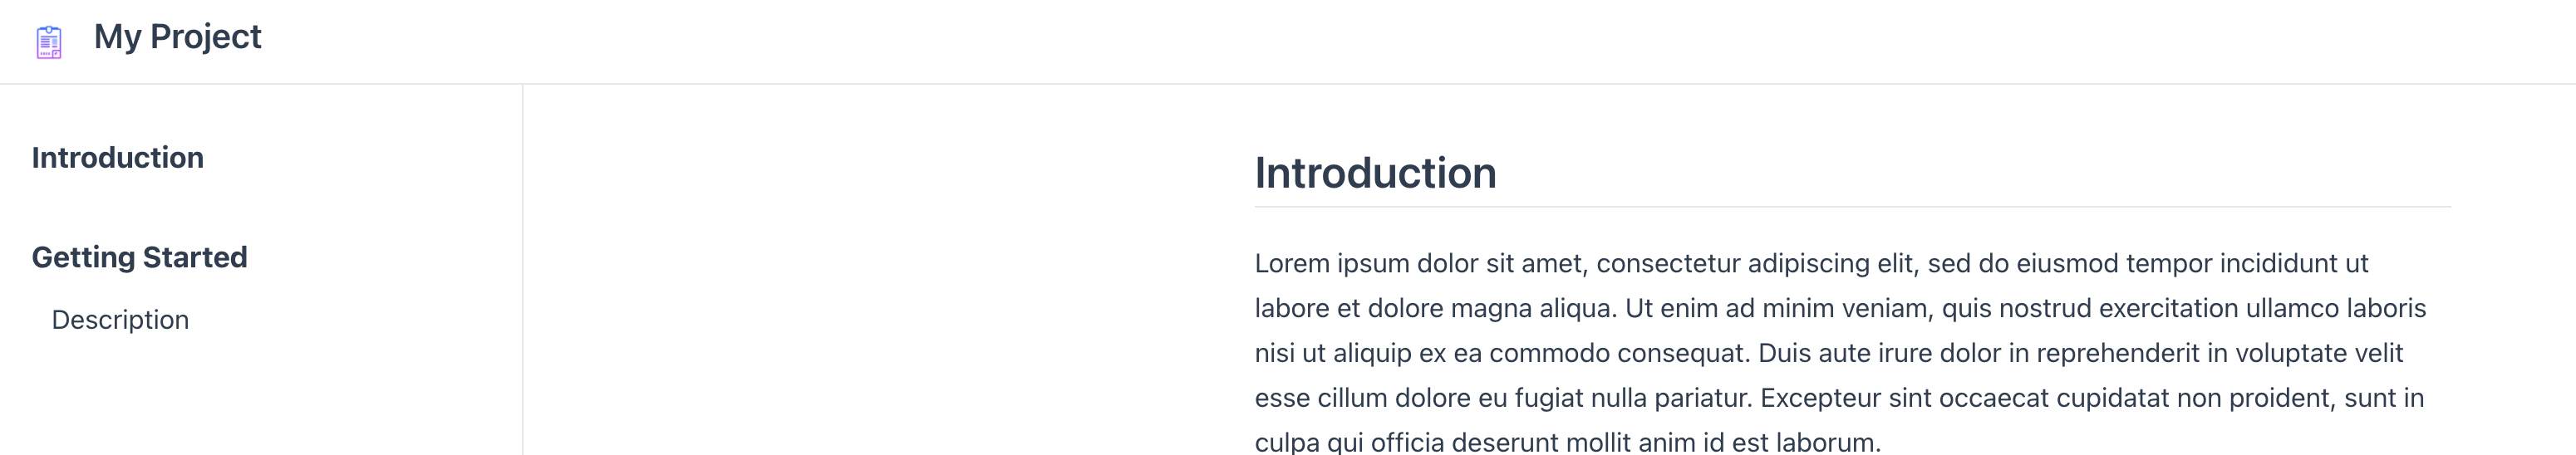 My Project
Introduction
Getting Started
Description
Introduction
Lorem ipsum dolor sit amet, consectetur adipiscing elit, sed do eiusmod tempor incididunt ut
labore et dolore magna aliqua. Ut enim ad minim veniam, quis nostrud exercitation ullamco laboris
nisi ut aliquip ex ea commodo consequat. Duis aute irure dolor in reprehenderit in voluptate velit
esse cillum dolore eu fugiat nulla pariatur. Excepteur sint occaecat cupidatat non proident, sunt in
culpa qui officia deserunt mollit anim id est laborum.